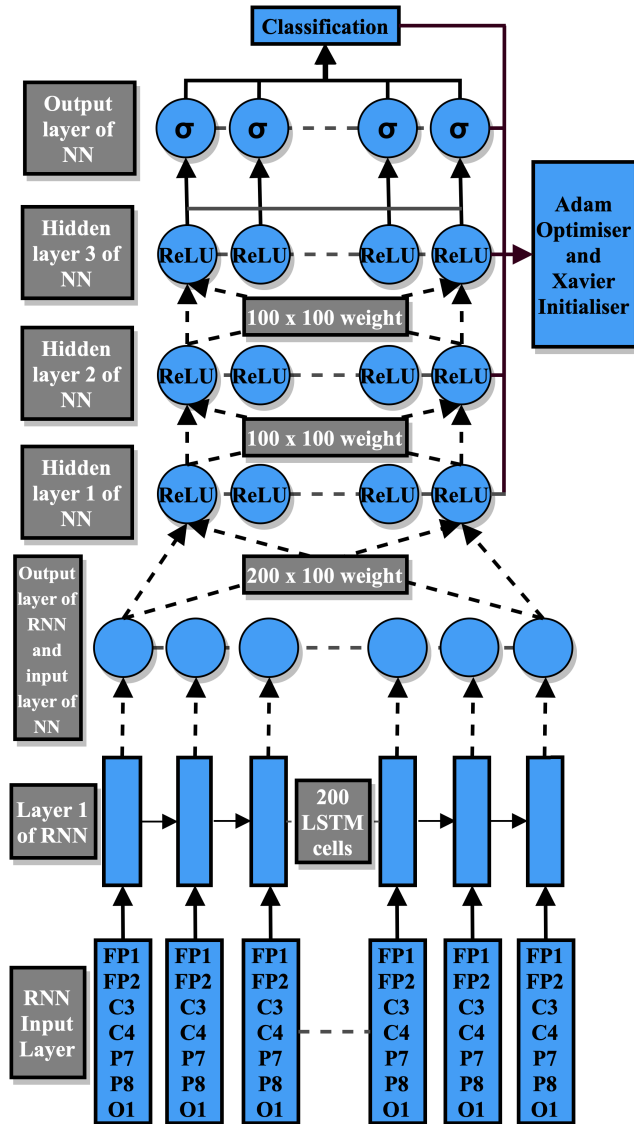 Classification
Output
layer of
NN
σ σ σ σ
Hidden
layer 3 of
NN
ReLU ReLU ReLU ReLU
Adam
Optimiser
and
Xavier
Initialiser
100 x 100 weight
Hidden
layer 2 of
NN
ReLU ReLU ReLU ReLU
100 x 100 weight
Hidden
layer 1 of
NN
ReLU ReLU ReLU ReLU
200 x 100 weight
Output
layer of
RNN
and
input
layer of
NN
Layer 1
of RNN
200
LSTM
cells
RNN
Input
Layer
FP1 FP1 FP1 FP1 FP1 FP1
FP2 FP2 FP2 FP2 FP2 FP2
C3 C3 C3 C3 C3 C3
C4 C4 C4 C4 C4 C4
P7 P7 P7 P7 P7 P7
P8 P8 P8 P8 P8 P8
O1 O1 O1 O1 O1 O1